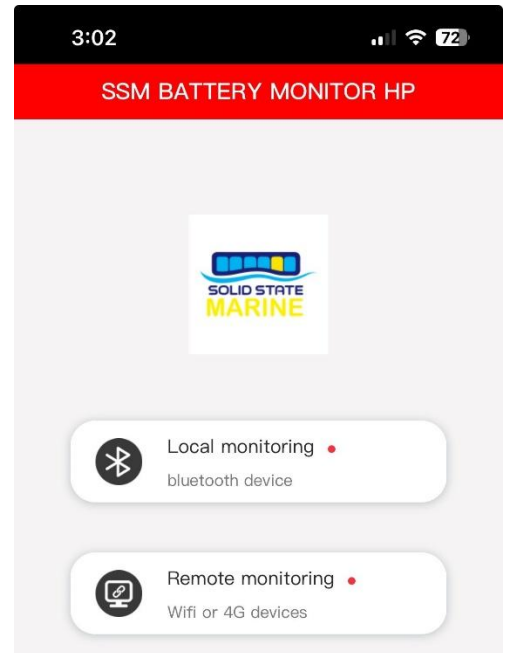 3:02
72
SSM BATTERY MONITOR HP
SOLID STATE
MARINE
Local monitoring
bluetooth device
Remote monitoring
Wifi or 4G devices